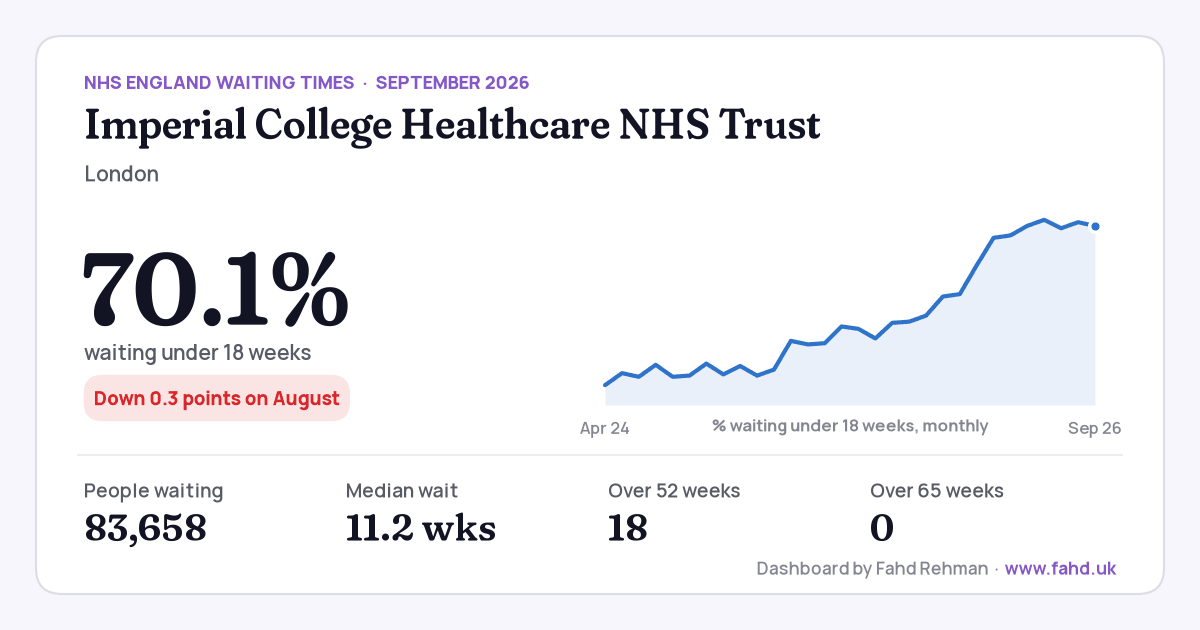 NHS ENGLAND WAITING TIMES · SEPTEMBER 2026
Imperial College Healthcare NHS Trust
London
70.1%
waiting under 18 weeks
Down 0.3 points on August
Apr 24
% waiting under 18 weeks, monthly
Sep 26
People waiting
83,658
Median wait
11.2 wks
Over 52 weeks
18
Over 65 weeks
0
Dashboard by Fahd Rehman · www.fahd.uk